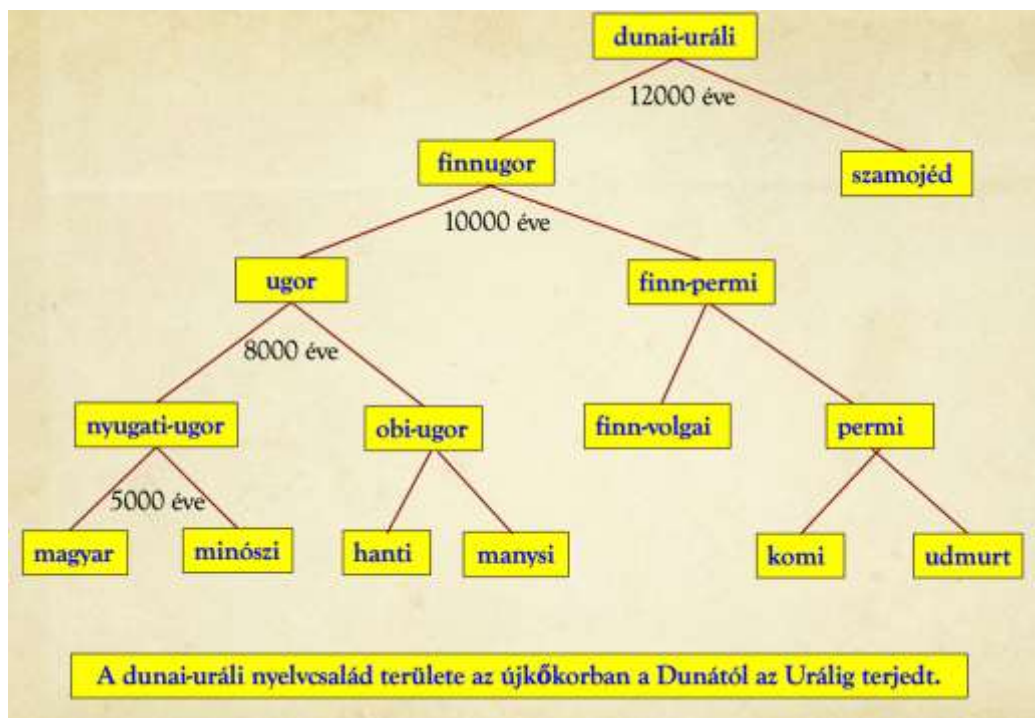 dunai-uráli
12000 éve
finnugor
szamojéd
10000 éve
ugor
finn-permi
8000 éve
nyugati-ugor
obi-ugor
finn-volgai
permi
5000 éve
magyar
minószi
hanti
manysi
komi
udmurt
A dunai-uráli nyelvcsalád területe az újkőkorban a Dunától az Urálig terjedt.